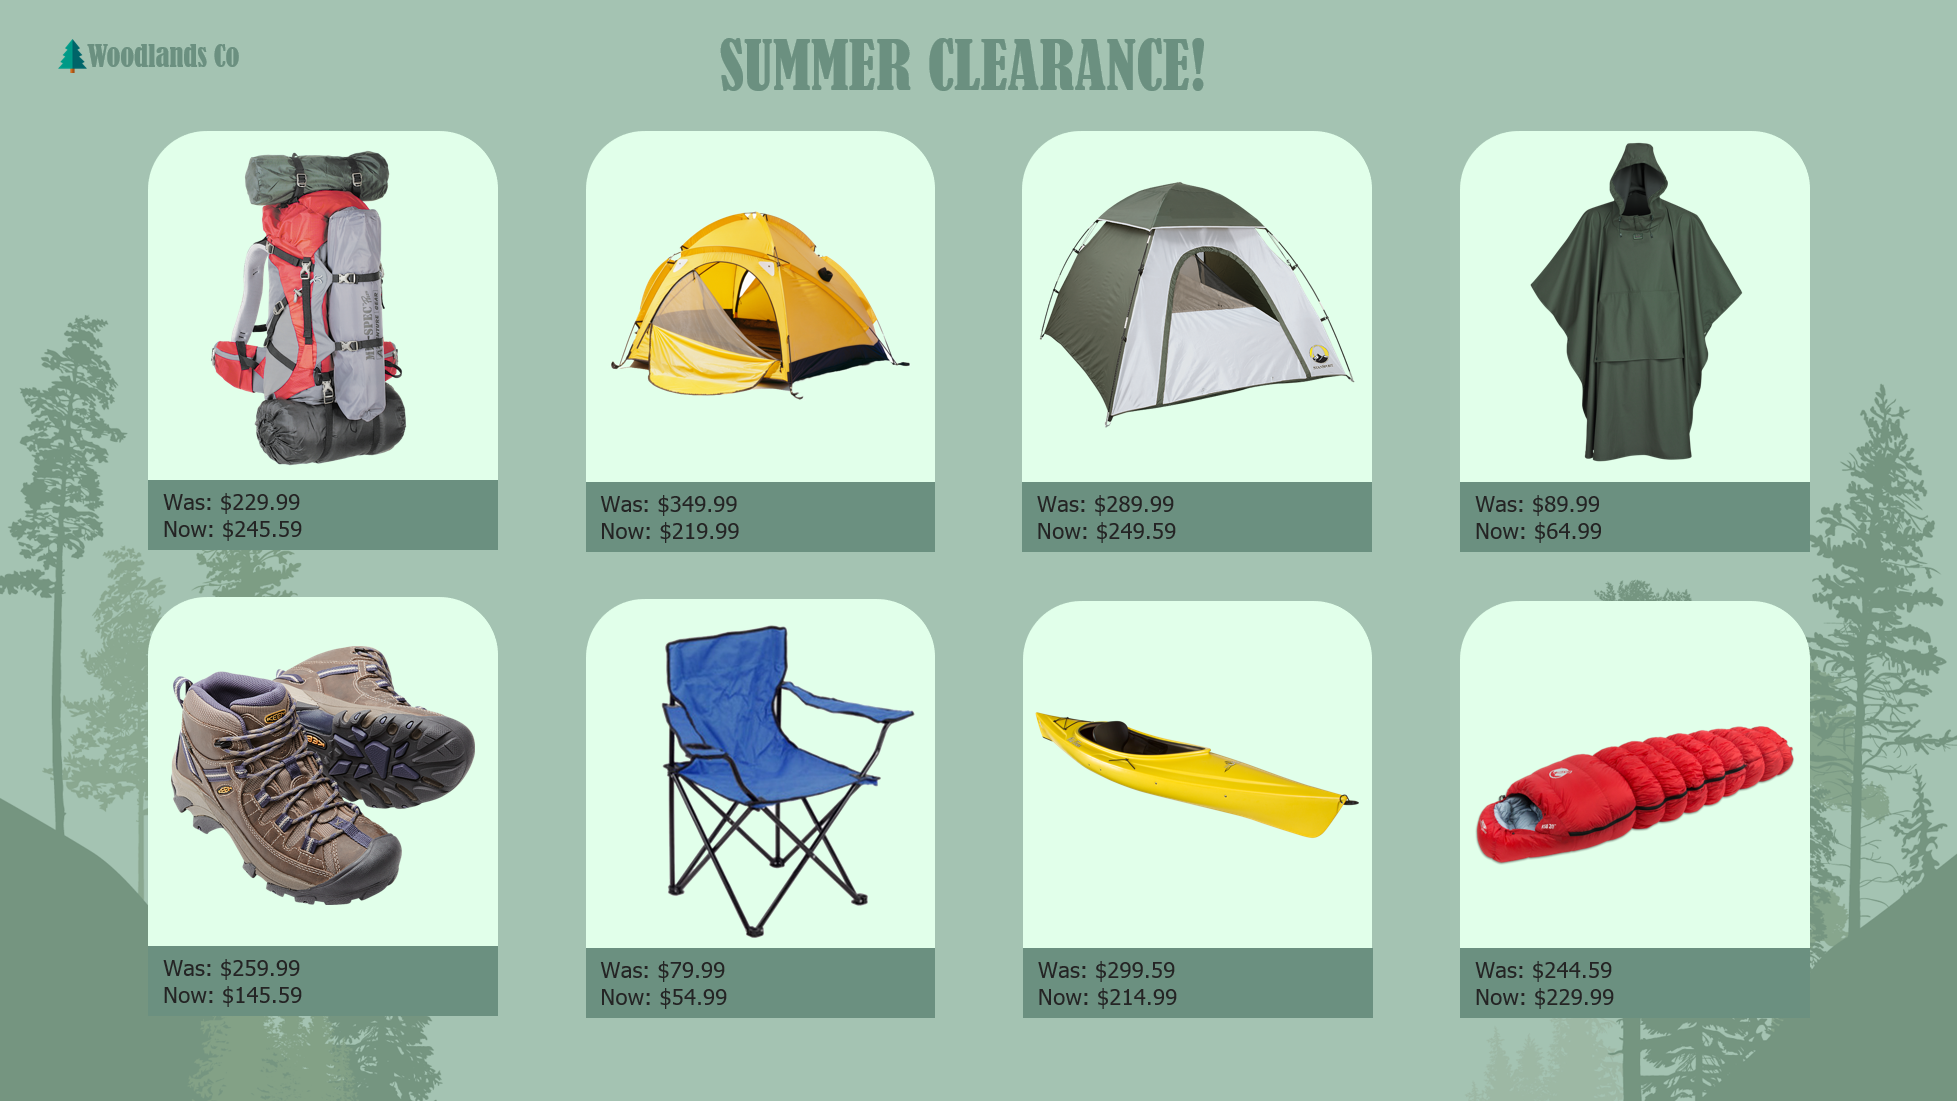 Woodlands Co
SUMMER CLEARANCE!
Was: $229.99
Now: $245.59
Was: $349.99
Now: $219.99
Was: $289.99
Now: $249.59
Was: $89.99
Now: $64.99
Was: $259.99
Now: $145.59
Was: $79.99
Now: $54.99
Was: $299.59
Now: $214.99
Was: $244.59
Now: $229.99